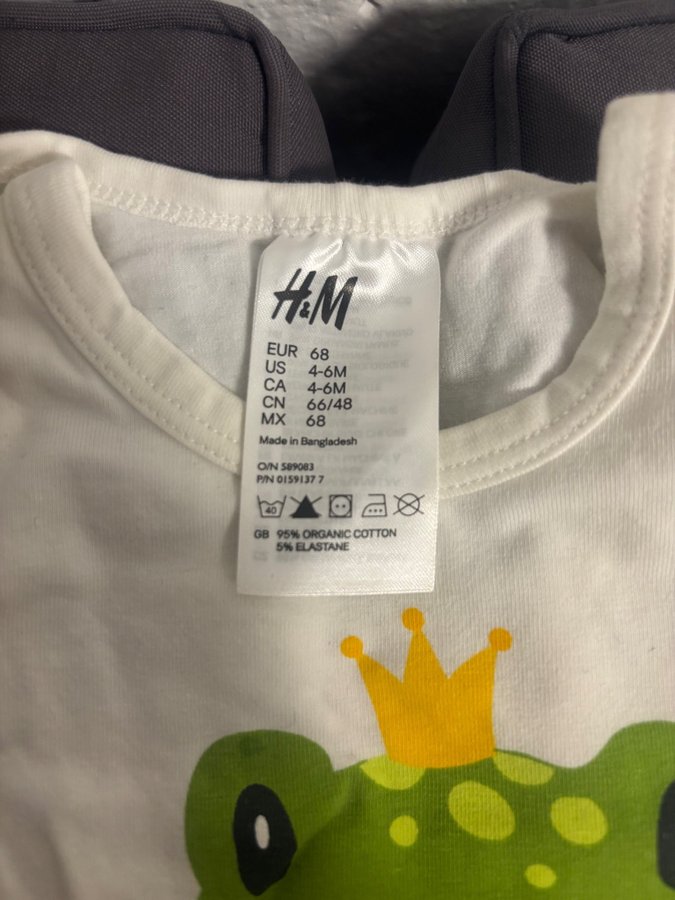 H&M
EUR 68
US 4-6M
CA 4-6M
CN 66/48
MX 68
Made in Bangladesh
O/N 589083
P/N 0159137 7
40
GB 95% ORGANIC COTTON
5% ELASTANE